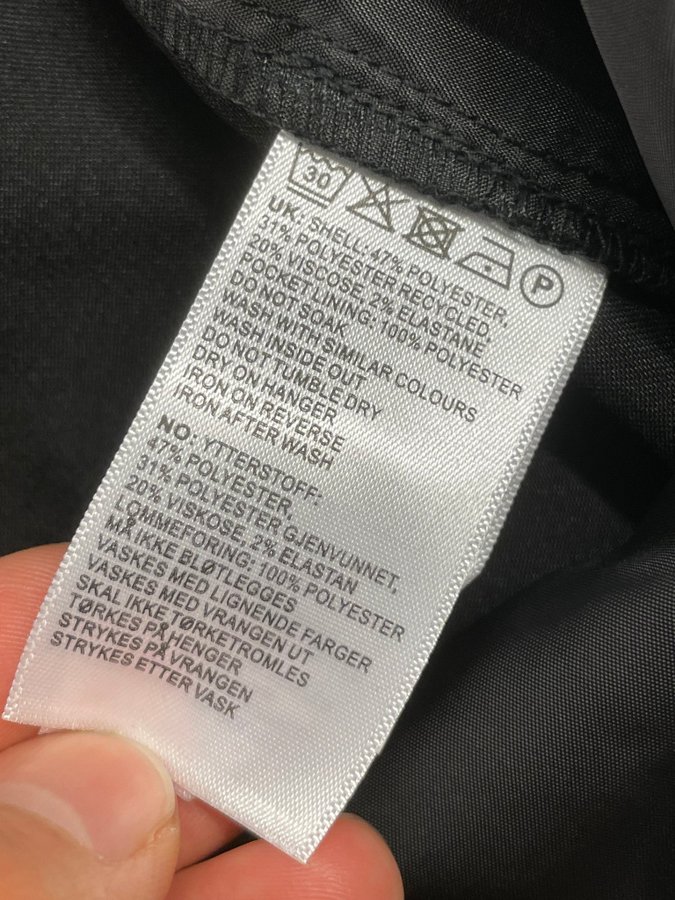 30 P
UK: SHELL: 47% POLYESTER,
31% POLYESTER RECYCLED,
20% VISCOSE, 2% ELASTANE
POCKET LINING: 100% POLYESTER
DO NOT SOAK
WASH WITH SIMILAR COLOURS
WASH INSIDE OUT
DO NOT TUMBLE DRY
DRY ON HANGER
IRON ON REVERSE
IRON AFTER WASH
NO: YTTERSTOFF:
47% POLYESTER,
31% POLYESTER GJENVUNNET,
20% VISKOSE, 2% ELASTAN
LOMMEFORING: 100% POLYESTER
MÅ IKKE BLØTLEGGES
VASKES MED LIGNENDE FARGER
VASKES MED VRANGEN UT
SKAL IKKE TØRKETROMLES
TØRKES PÅ HENGER
STRYKES PÅ VRANGEN
STRYKES ETTER VASK